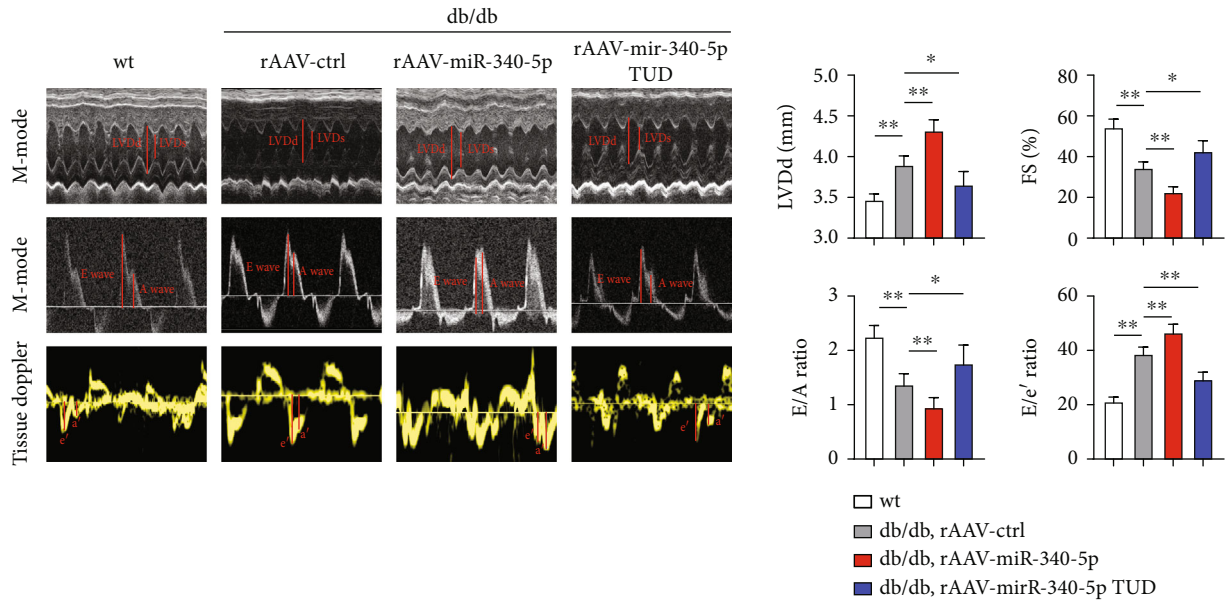 db/db
wt
rAAV-ctrl
rAAV-miR-340-5p
rAAV-mir-340-5p
TUD
M-mode
LVDd
LVDs
LVDd
LVDs
LVDd
LVDs
LVDd
LVDs
M-mode
E wave
A wave
E wave
A wave
E wave
A wave
E wave
A wave
Tissue doppler
e'
a'
e'
a'
e'
a'
e'
a'
LVDd (mm)
5.0
4.5
4.0
3.5
3.0
**
**
*
FS (%)
80
60
40
20
0
**
**
*
E/A ratio
3
2
1
0
**
**
*
E/e′ ratio
60
40
20
0
**
**
**
wt
db/db, rAAV-ctrl
db/db, rAAV-miR-340-5p
db/db, rAAV-mirR-340-5p TUD